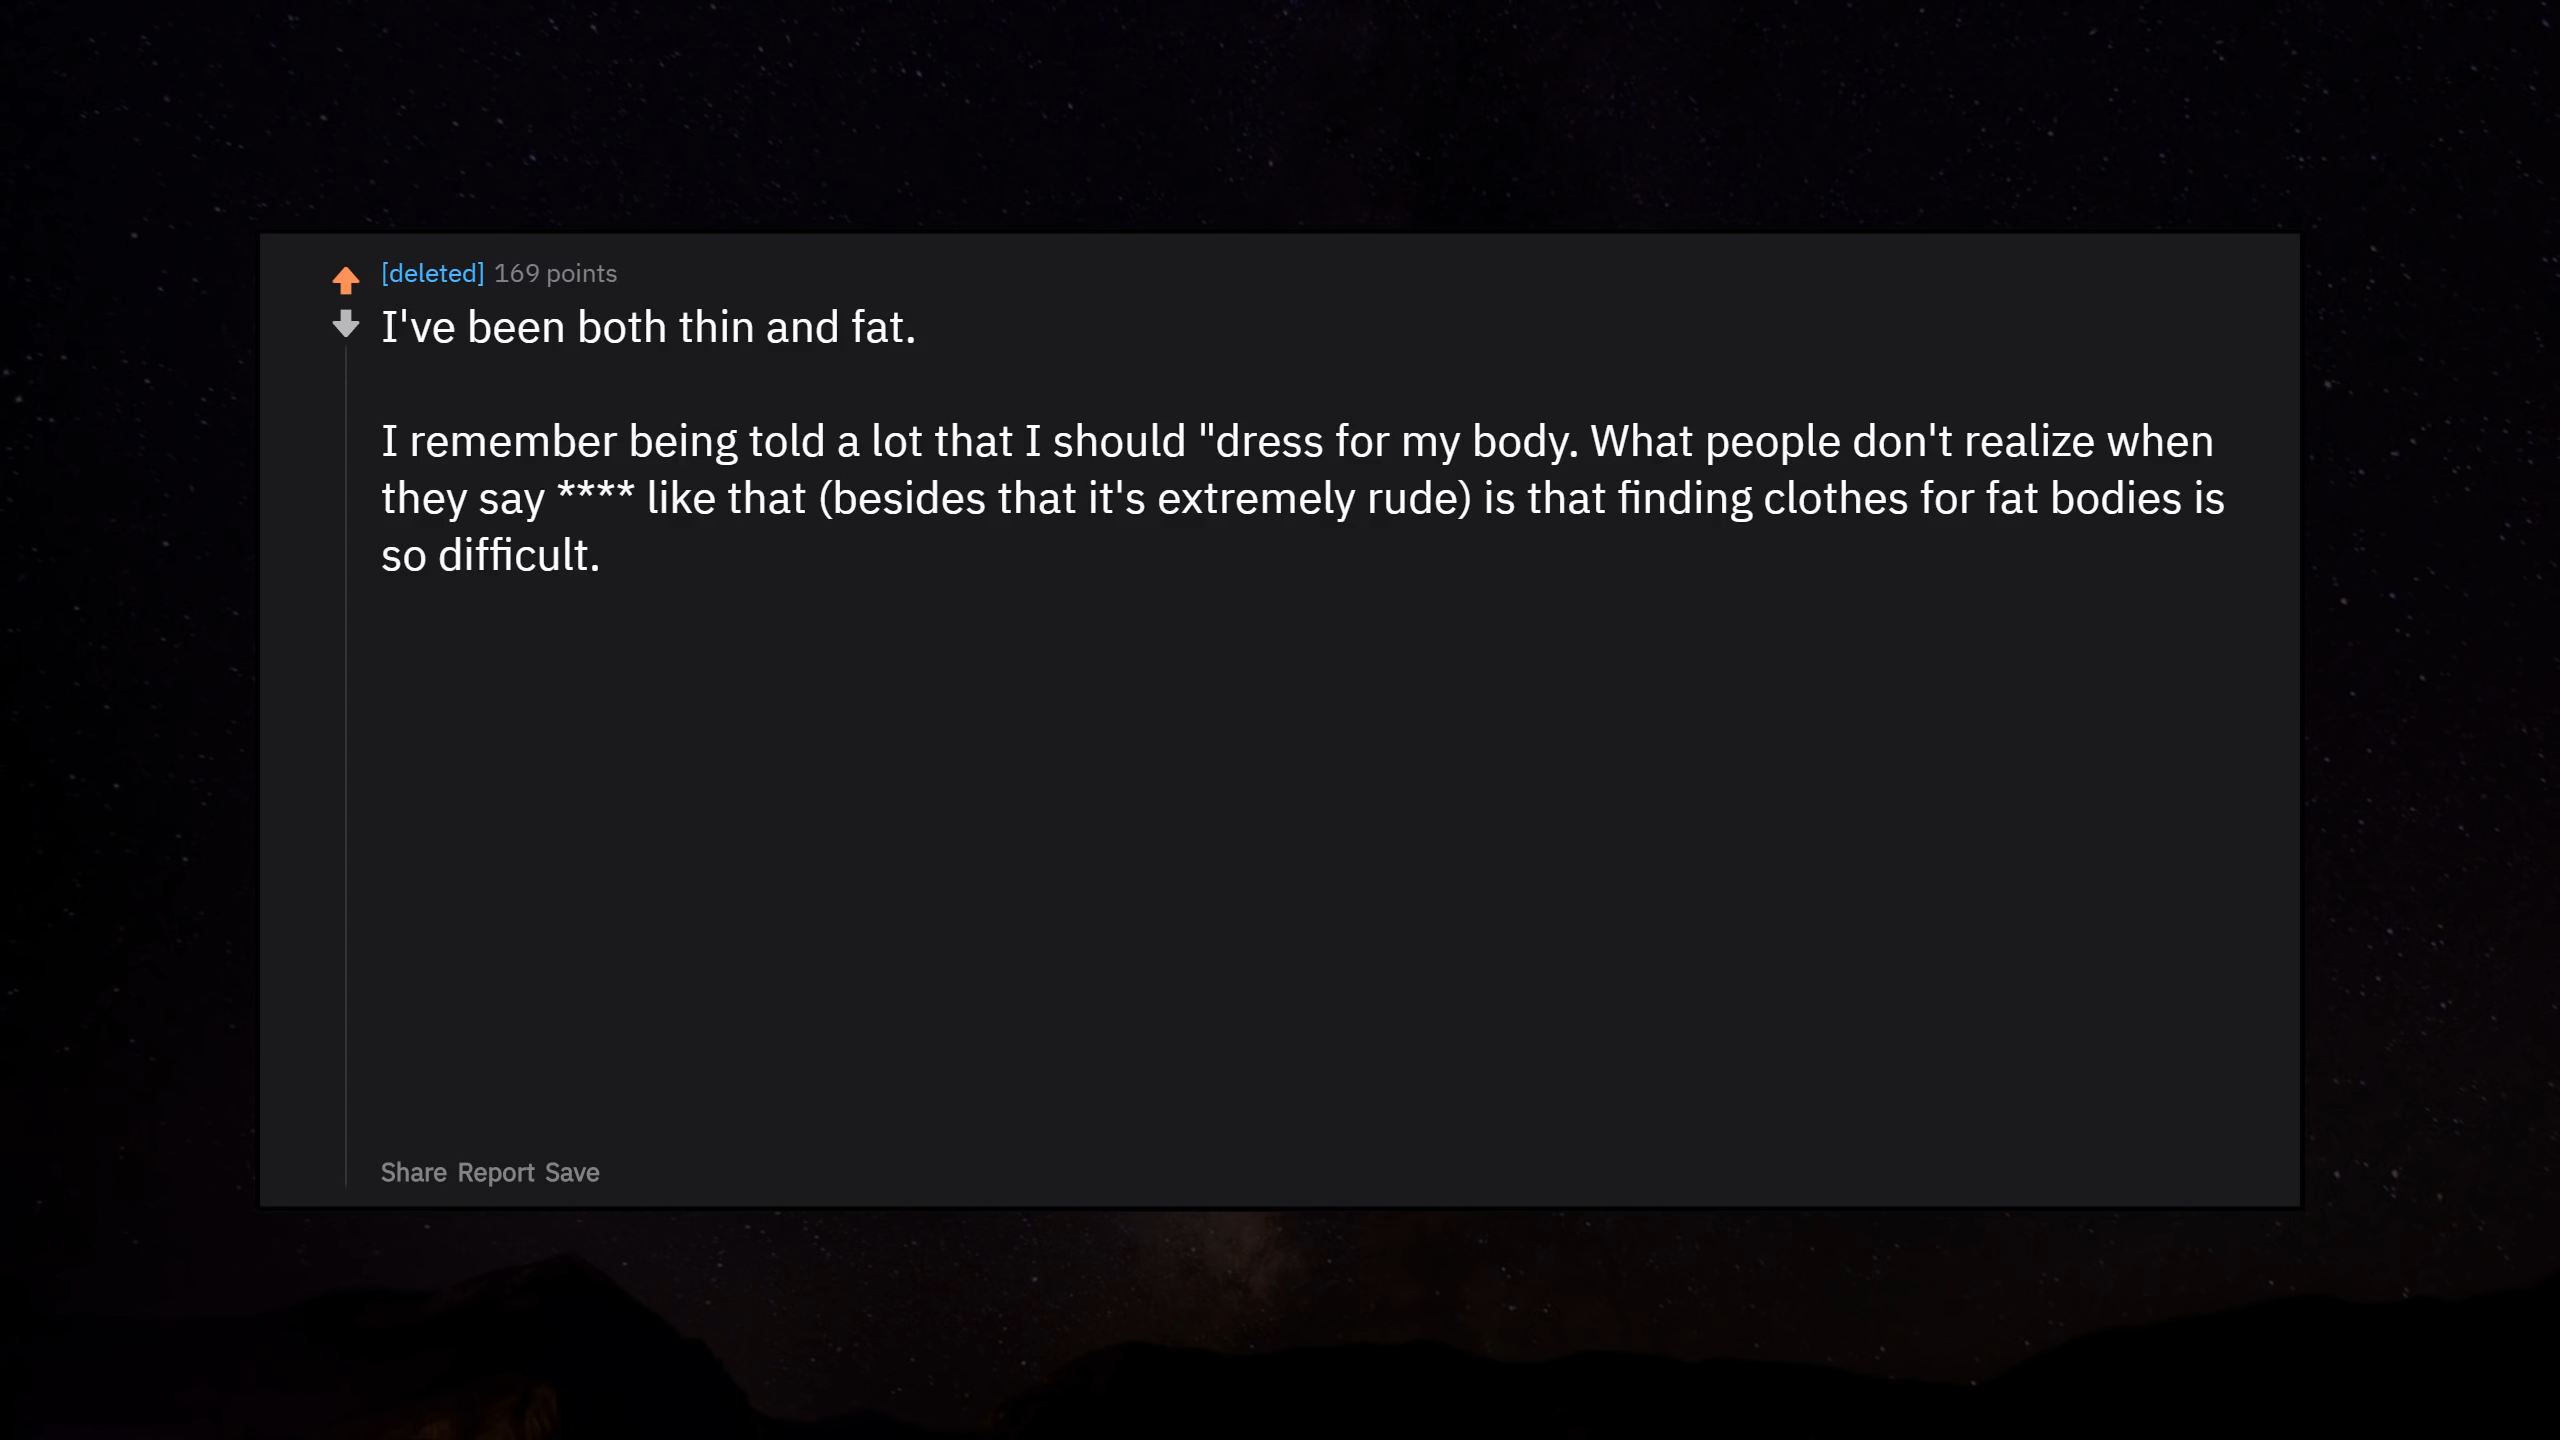 [deleted] 169 points
I've been both thin and fat.
I remember being told a lot that I should "dress for my body. What people don't realize when
they say **** like that (besides that it's extremely rude) is that finding clothes for fat bodies is
so difficult.
Share Report Save